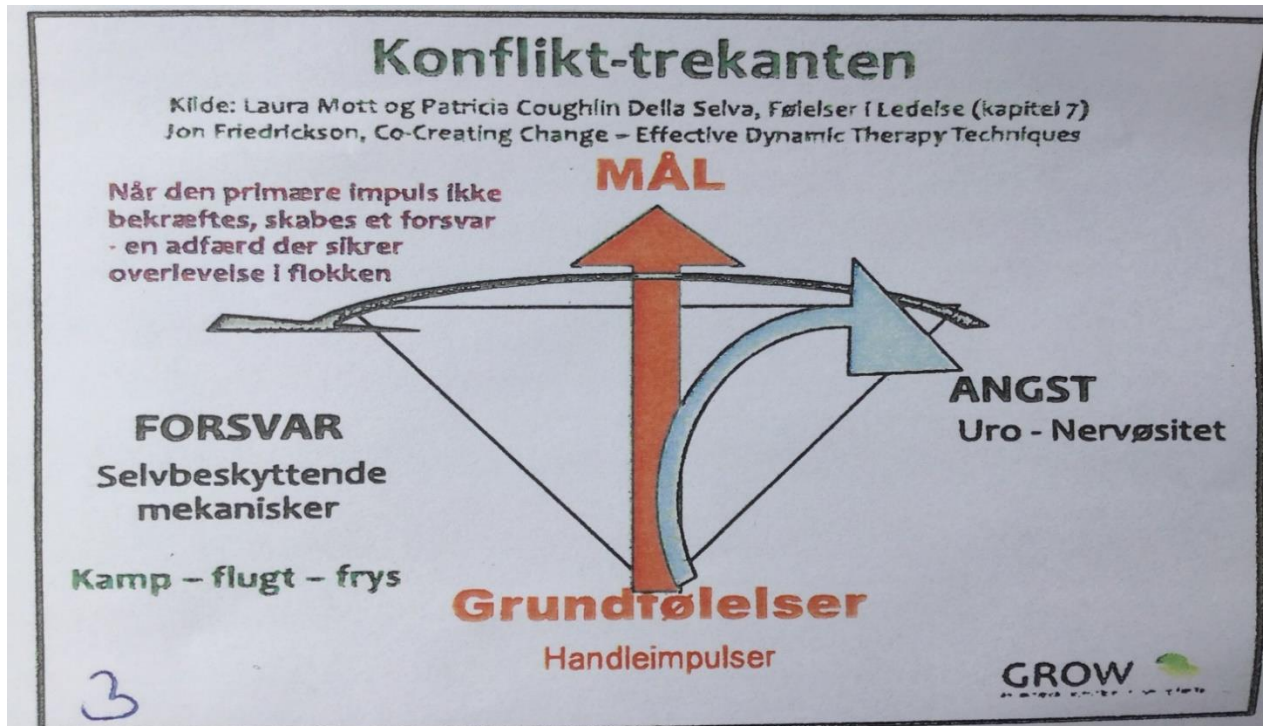 Konflikt-trekanten
Kilde: Laura Mott og Patricia Coughlin Della Selva, Følelser i Ledelse (kapitel 7)
Jon Friedrickson, Co-Creating Change – Effective Dynamic Therapy Techniques
MÅL
Når den primære impuls ikke
bekræftes, skabes et forsvar
- en adfærd der sikrer
overlevelse i flokken
ANGST
Uro - Nervøsitet
FORSVAR
Selvbeskyttende
mekanisker
Kamp – flugt – frys
Grundfølelser
Handleimpulser
GROW
3